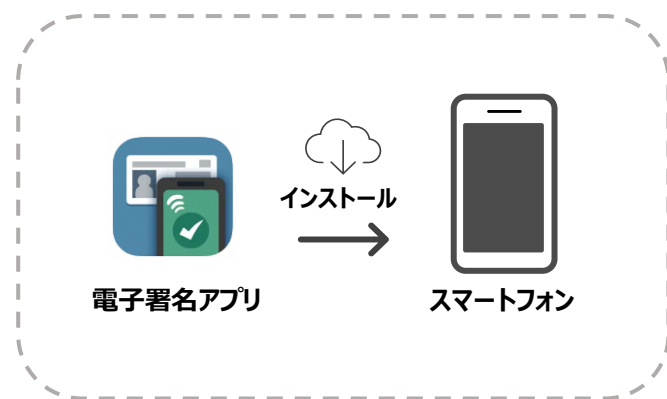 インストール
電子署名アプリ
スマートフォン